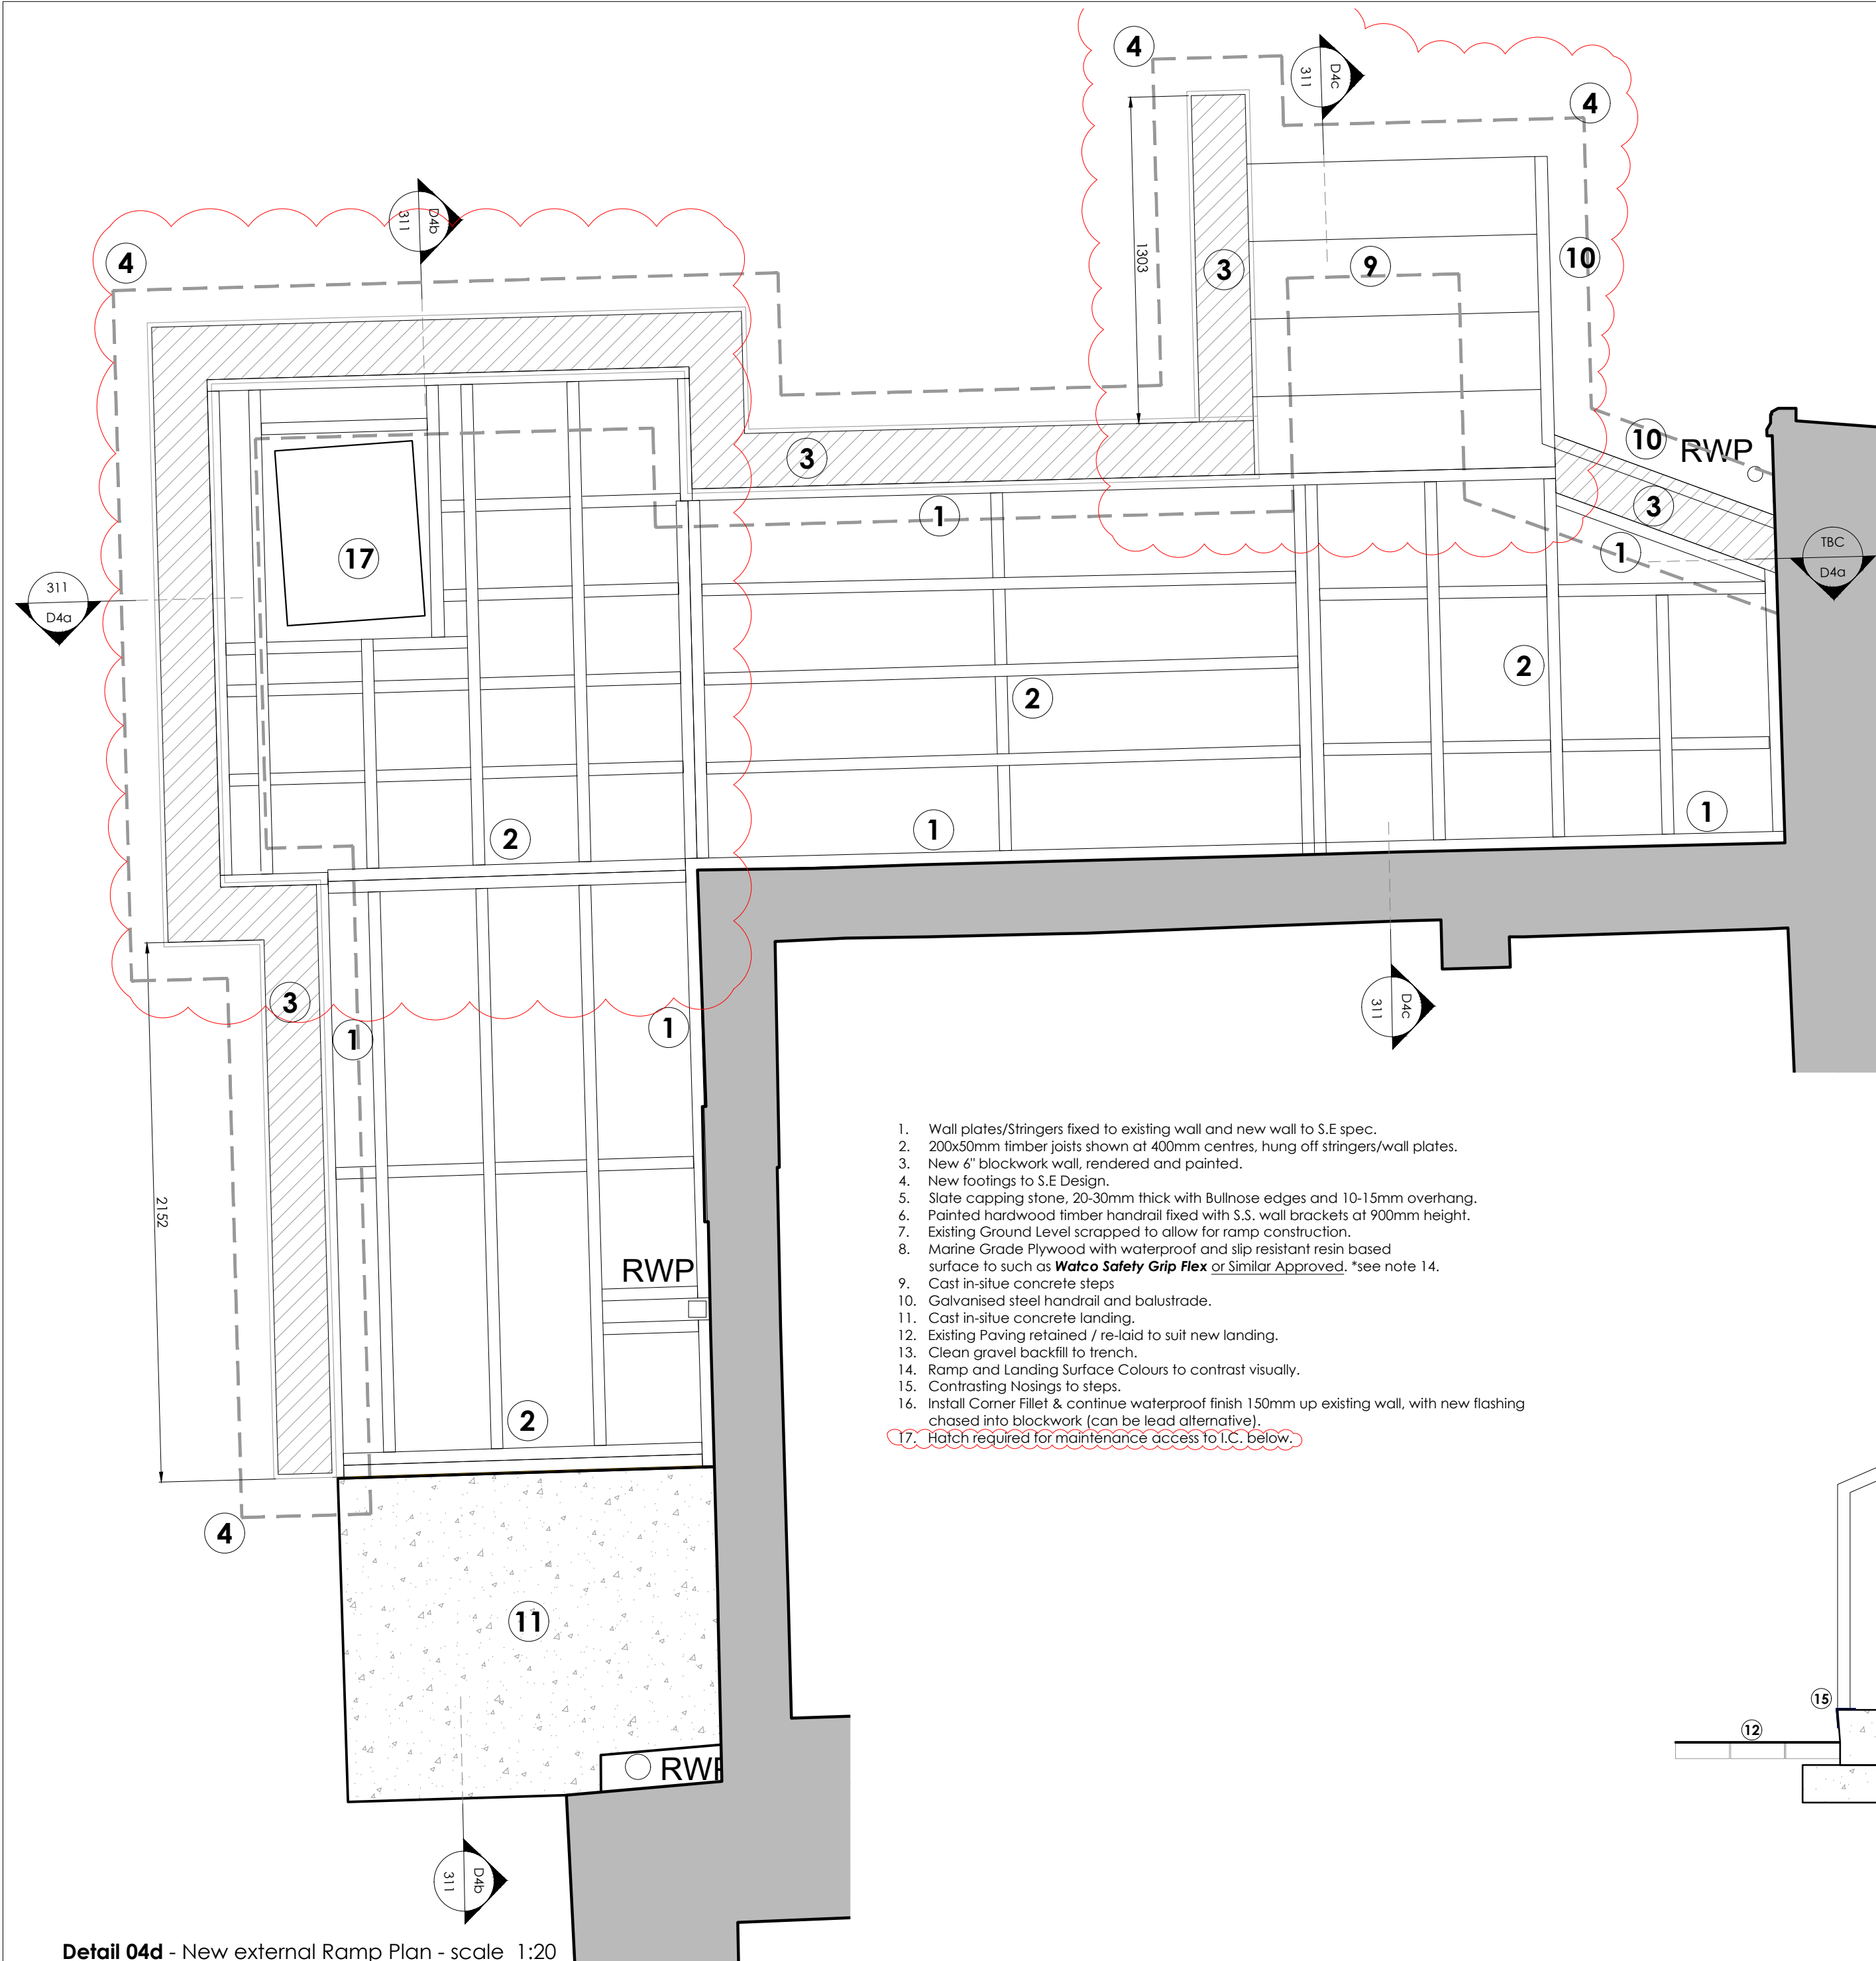 4
D4c
311
4
D4b
311
4
1303
3
9
10
10
RWP
3
3
1
17
1
TBC
D4a
311
D4a
2
2
1
1
2
3
1
1
D4c
311
2152
1. Wall plates/Stringers fixed to existing wall and new wall to S.E spec.
2. 200x50mm timber joists shown at 400mm centres, hung off stringers/wall plates.
3. New 6" blockwork wall, rendered and painted.
4. New footings to S.E Design.
5. Slate capping stone, 20-30mm thick with Bullnose edges and 10-15mm overhang.
6. Painted hardwood timber handrail fixed with S.S. wall brackets at 900mm height.
7. Existing Ground Level scrapped to allow for ramp construction.
8. Marine Grade Plywood with waterproof and slip resistant resin based
surface to such as Watco Safety Grip Flex or Similar Approved. *see note 14.
9. Cast in-situe concrete steps
10. Galvanised steel handrail and balustrade.
11. Cast in-situe concrete landing.
12. Existing Paving retained / re-laid to suit new landing.
13. Clean gravel backfill to trench.
14. Ramp and Landing Surface Colours to contrast visually.
15. Contrasting Nosings to steps.
16. Install Corner Fillet & continue waterproof finish 150mm up existing wall, with new flashing
chased into blockwork (can be lead alternative).
17. Hatch required for maintenance access to I.C. below.
RWP
2
4
11
15
12
RWP
D4b
311
Detail 04d - New external Ramp Plan - scale 1:20